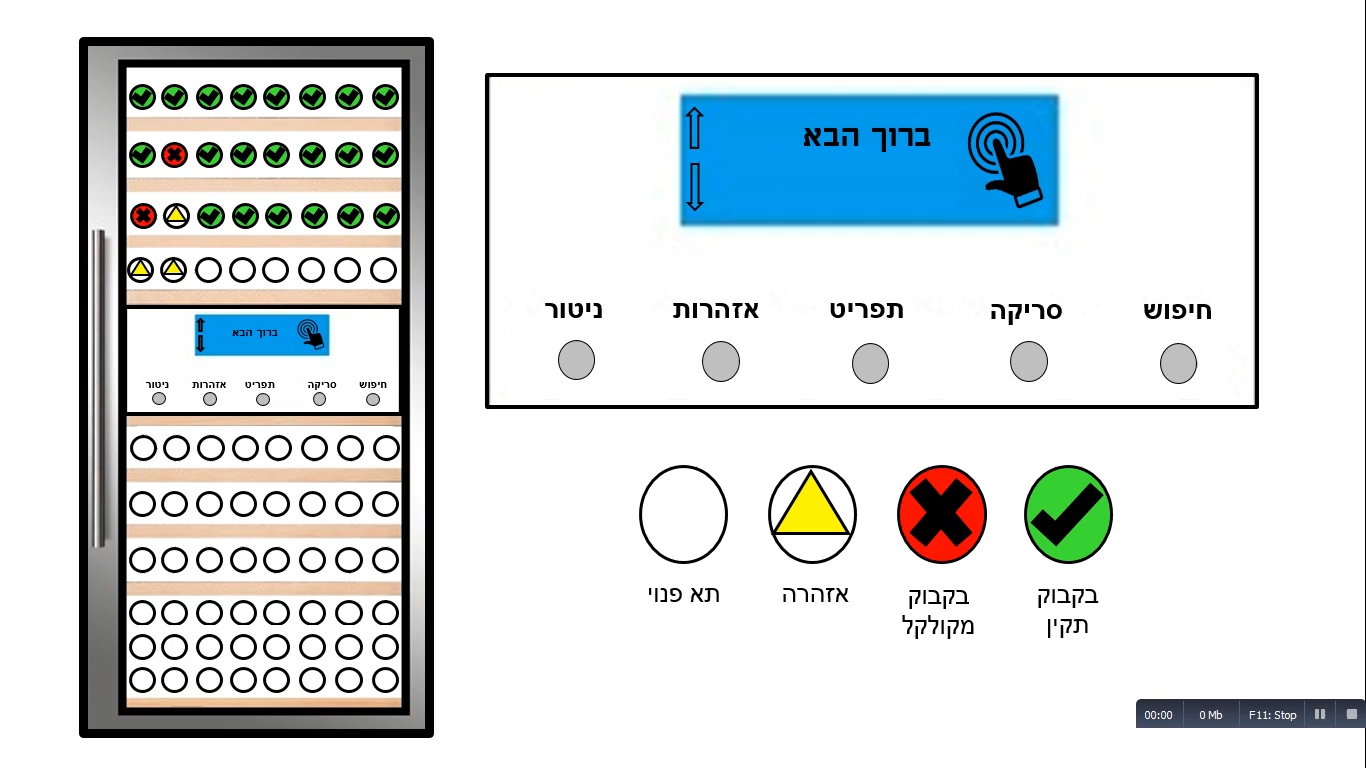 ברוך הבא
חיפוש
סריקה
תפריט
אזהרות
ניטור
ברוך הבא
חיפוש
סריקה
תפריט
אזהרות
ניטור
בקבוק
תקין
בקבוק
מקולקל
אזהרה
תא פנוי
00:00
0 Mb
F11: Stop